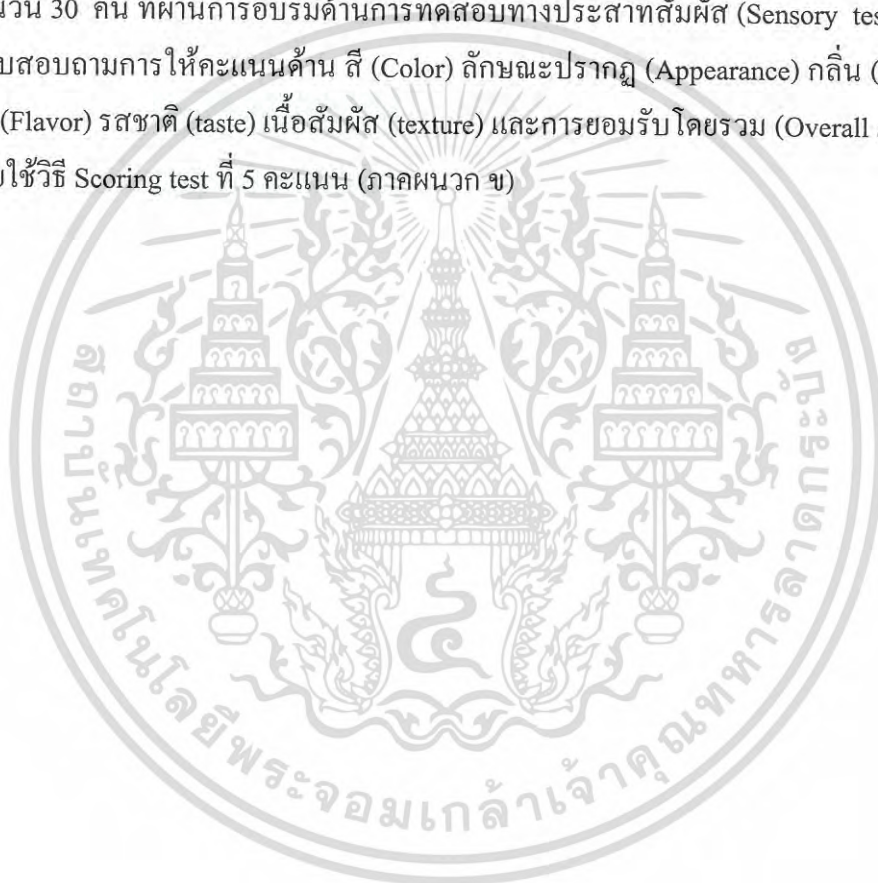 นวน 30 คน ที่ผ่านการอบรมด้านการทดสอบทางประสาทสัมผัส (Sensory tes
บสอบถามการให้คะแนนด้าน สี (Color) ลักษณะปรากฏ (Appearance) กลิ่น (
(Flavor) รสชาติ (taste) เนื้อสัมผัส (texture) และการยอมรับโดยรวม (Overall
ยใช้วิธี Scoring test ที่ 5 คะแนน (ภาคผนวก ข)
สถาบันเทคโนโลยีพระจอมเกล้าเจ้าคุณทหารลาดกระบัง